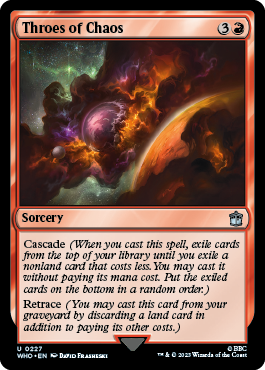 Throes of Chaos 3
Sorcery
Cascade (When you cast this spell, exile cards
from the top of your library until you exile a
nonland card that costs less. You may cast it
without paying its mana cost. Put the exiled
cards on the bottom in a random order.)
Retrace (You may cast this card from your
graveyard by discarding a land card in
addition to paying its other costs.)
U 0227 © BBC
WHO • EN David Frasheski ™ & © 2023 Wizards of the Coast